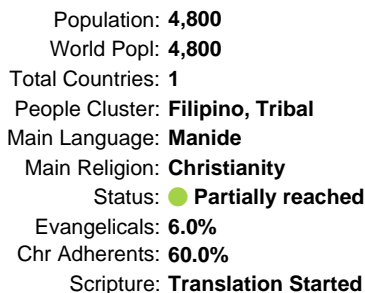 Population: 4,800
World Popl: 4,800
Total Countries: 1
People Cluster: Filipino, Tribal
Main Language: Manide
Main Religion: Christianity
Status: Partially reached
Evangelicals: 6.0%
Chr Adherents: 60.0%
Scripture: Translation Started